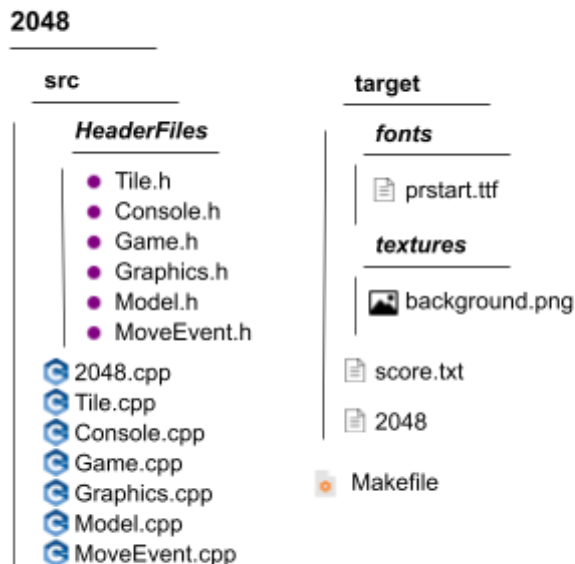 2048
src
HeaderFiles
Tile.h
Console.h
Game.h
Graphics.h
Model.h
MoveEvent.h
2048.cpp
Tile.cpp
Console.cpp
Game.cpp
Graphics.cpp
Model.cpp
MoveEvent.cpp
target
fonts
prstart.ttf
textures
background.png
score.txt
2048
Makefile